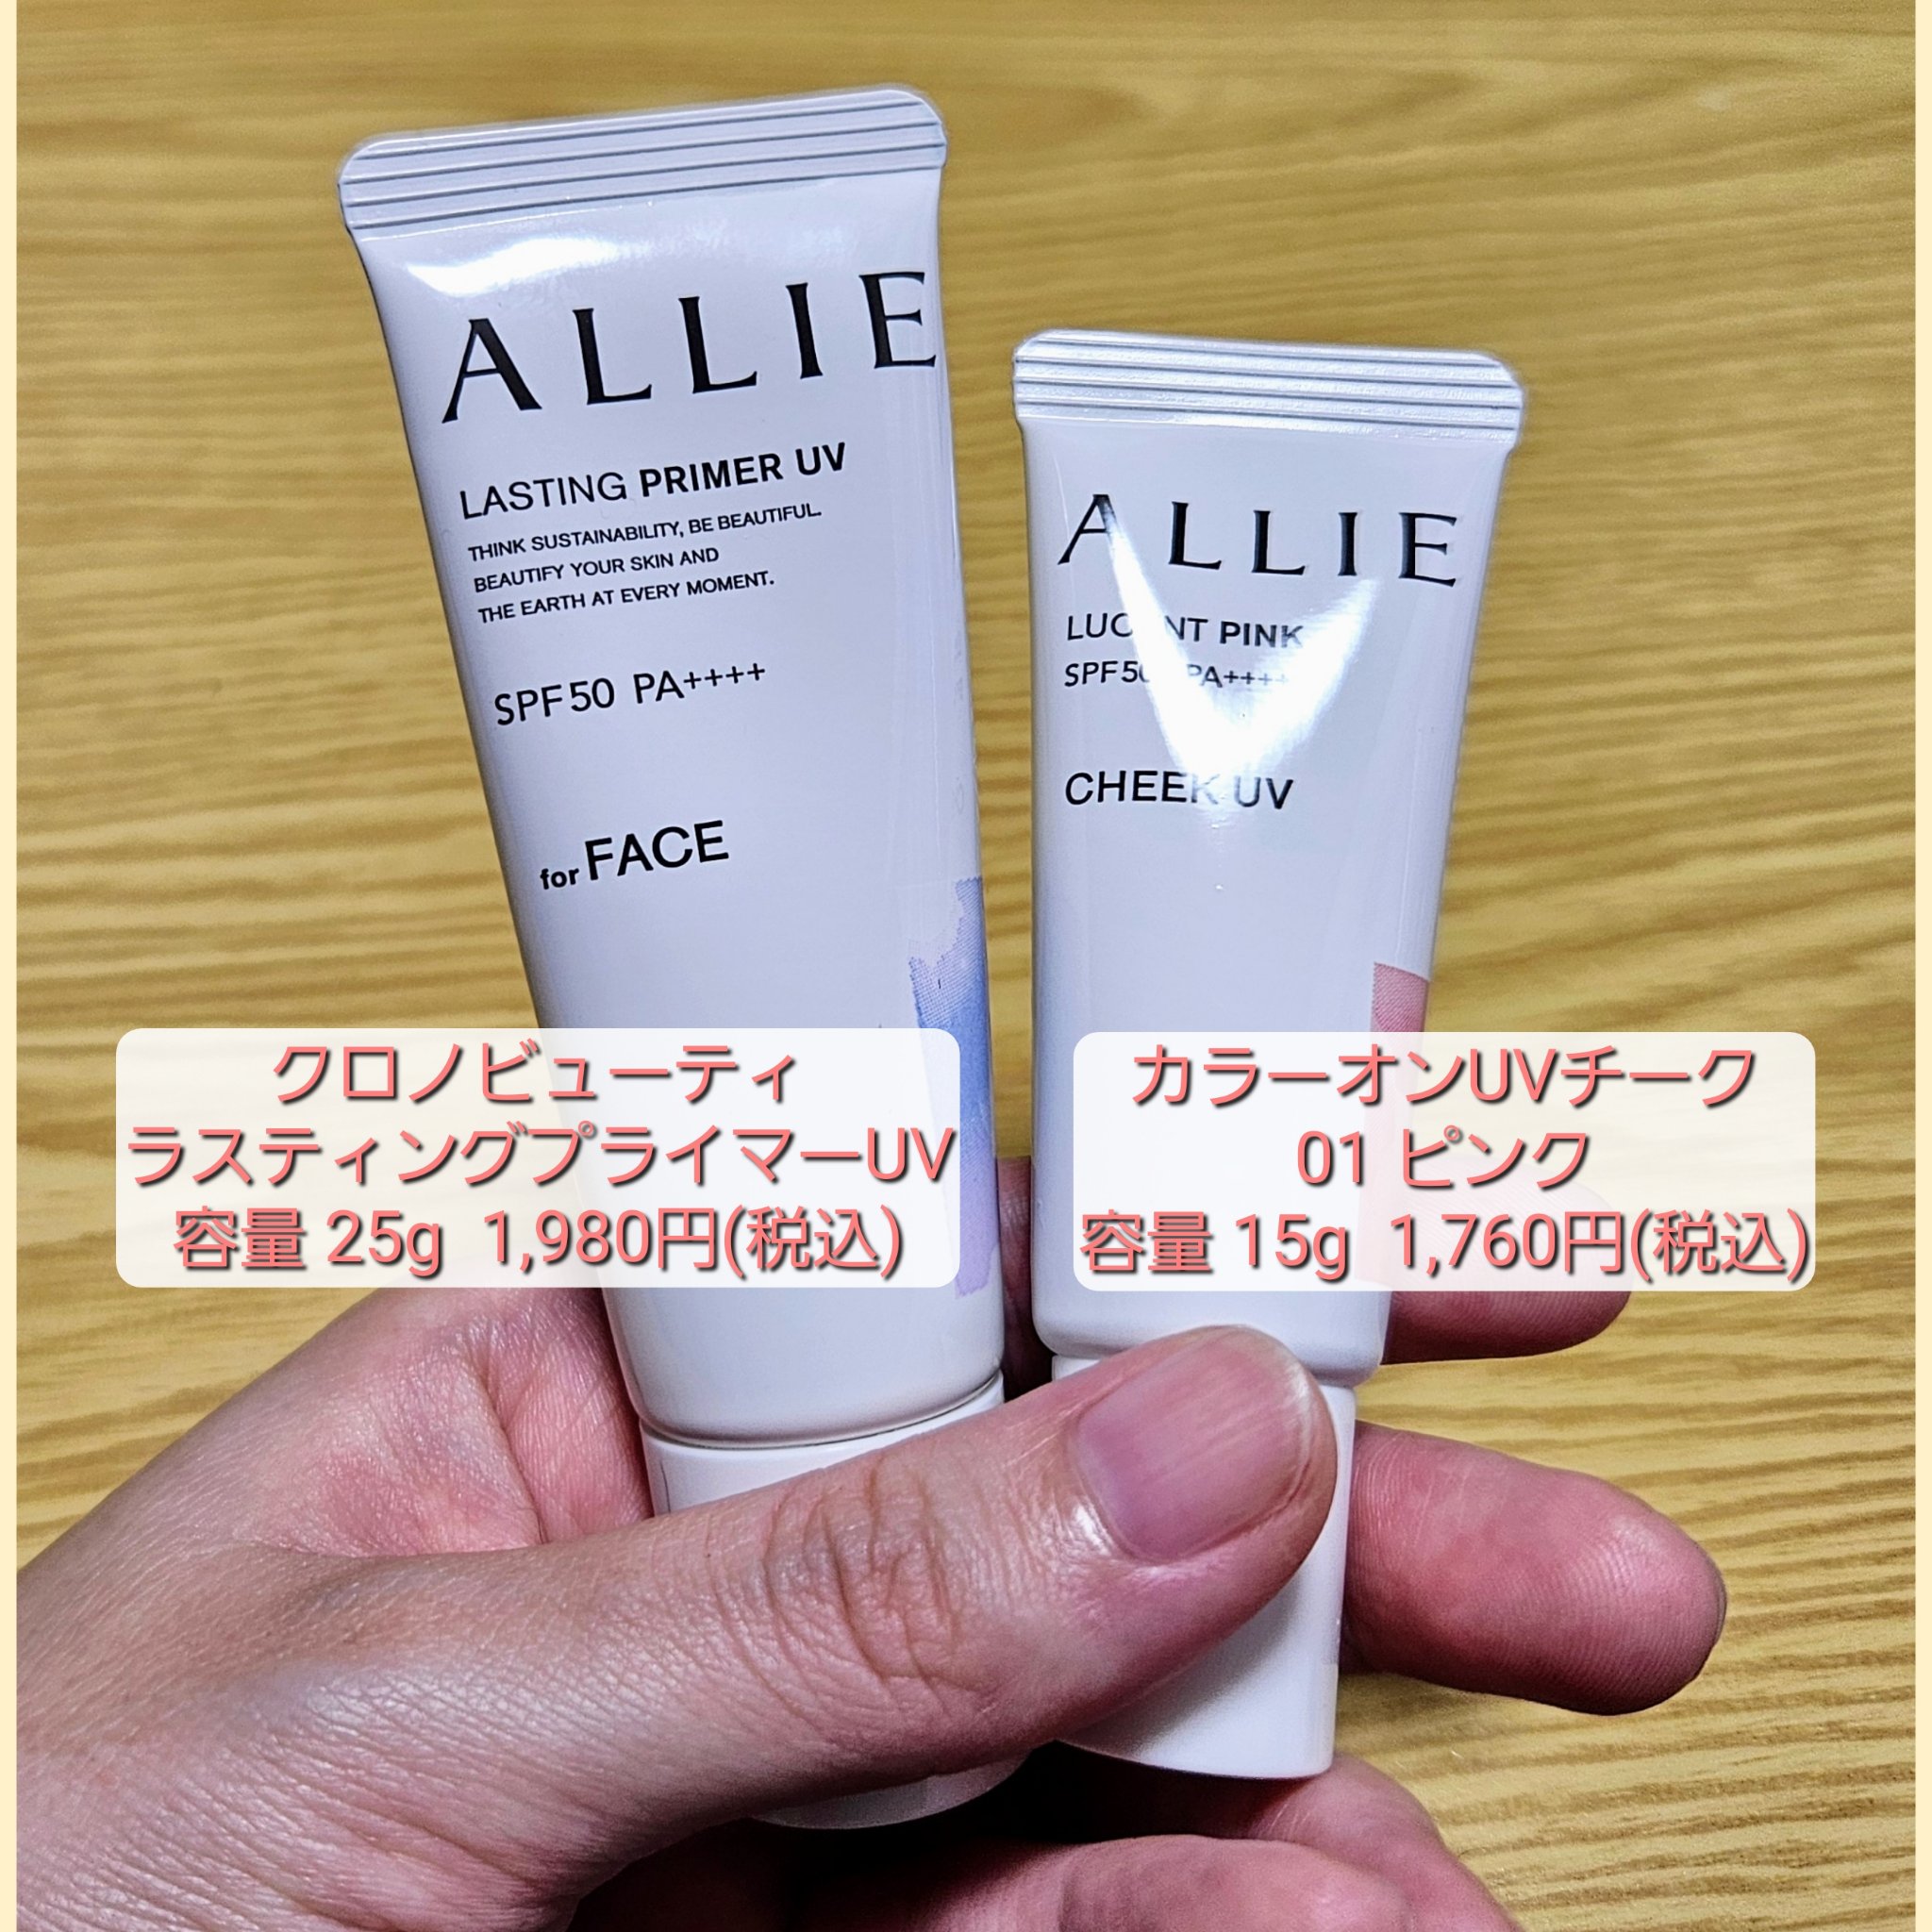 ALLIE
LASTING PRIMER UV
THINK SUSTAINABILITY, BE BEAUTIFUL.
BEAUTIFY YOUR SKIN AND
THE EARTH AT EVERY MOMENT.
SPF50 PA++++
for FACE
クロノビューティ
ラスティングプライマーUV
容量 25g 1,980円(税込)
ALLIE
PINK
SPF50 PA++++
CHEEK UV
カラーオンUVチーク
01 ピンク
容量 15g 1,760円(税込)